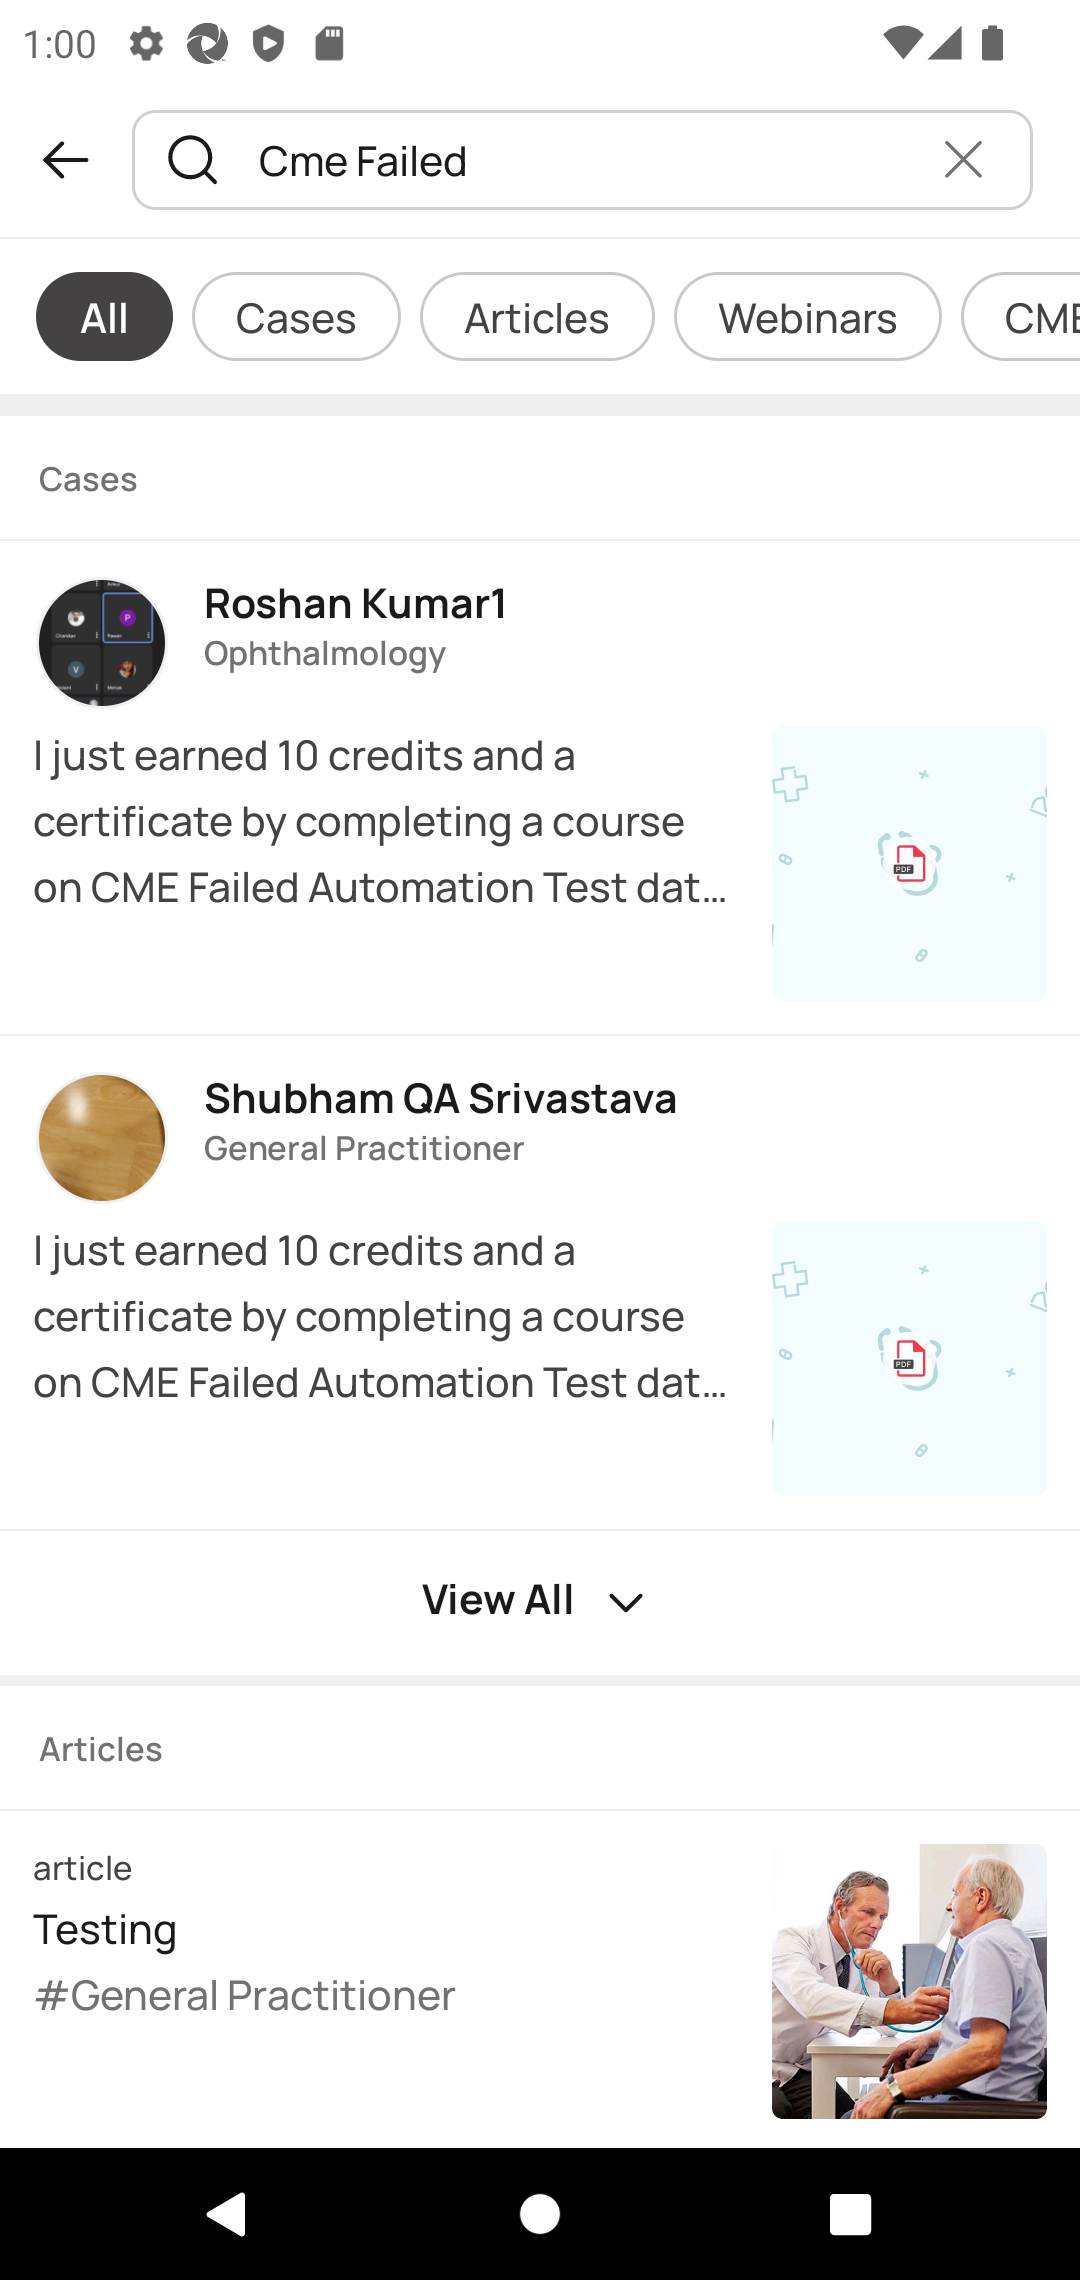 1:00
Cme Failed
All Cases Articles Webinars CME
Cases
Roshan Kumar1
Ophthalmology
I just earned 10 credits and a
certificate by completing a course
on CME Failed Automation Test dat...
PDF
Shubham QA Srivastava
General Practitioner
I just earned 10 credits and a
certificate by completing a course
on CME Failed Automation Test dat...
PDF
View All
Articles
article
Testing
#General Practitioner